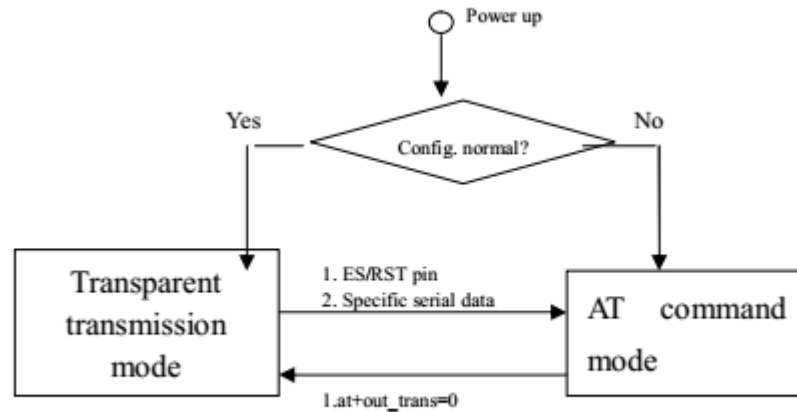 Power up
Yes
No
Config. normal?
Transparent
transmission
mode
1. ES/RST pin
2. Specific serial data
AT command
mode
1.at+out_trans=0